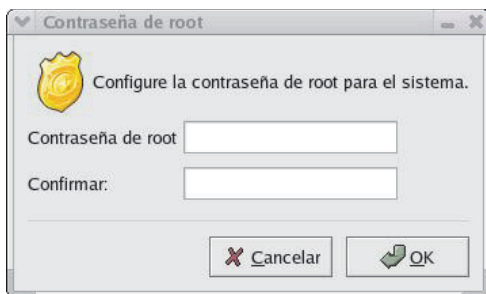 Contraseña de root
Configure la contraseña de root para el sistema.
Contraseña de root
Confirmar:
Cancelar
OK